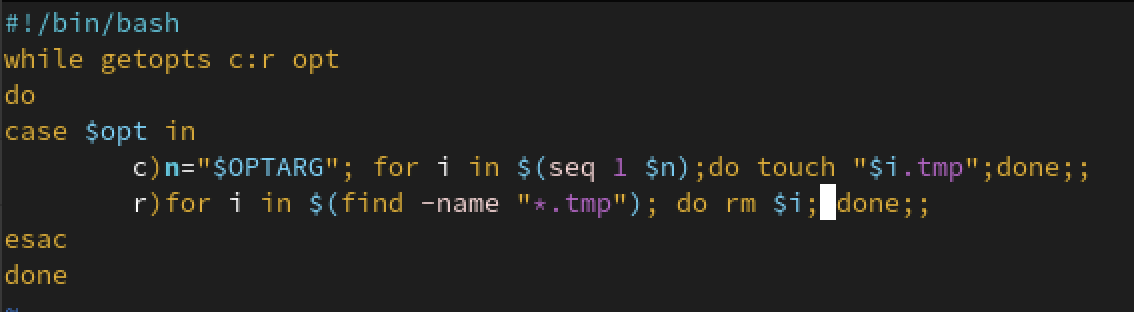 #!/bin/bash
while getopts c:r opt
do
case $opt in
        c)n="$OPTARG"; for i in $(seq 1 $n);do touch "$i.tmp";done;;
        r)for i in $(find -name "*.tmp"); do rm $i; done;;
esac
done
~